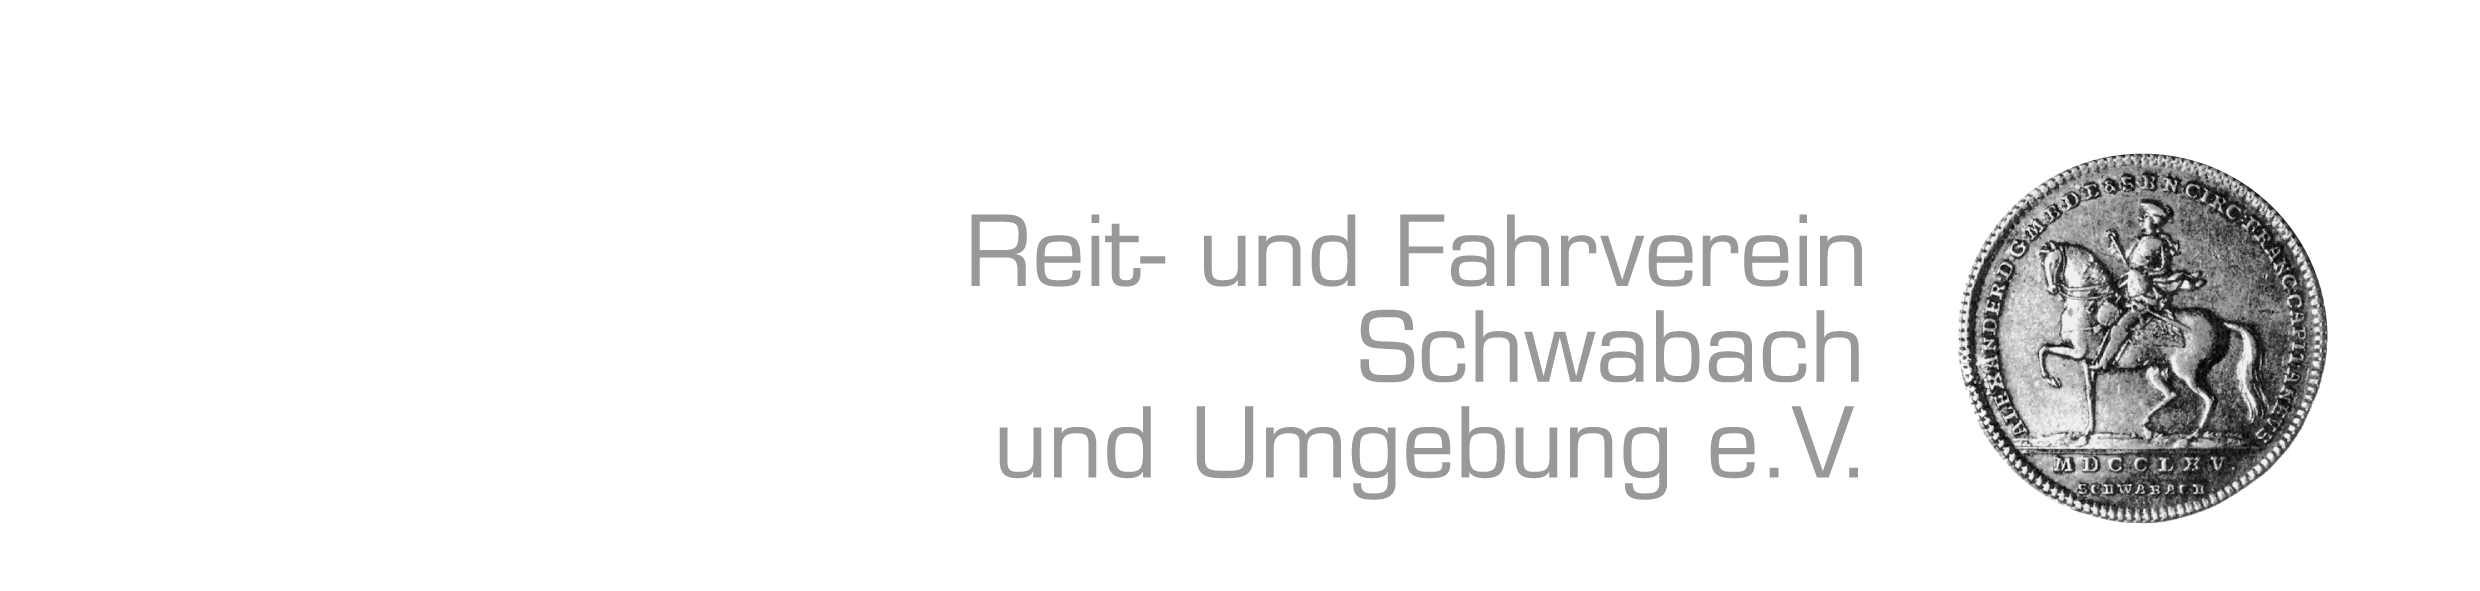 Reit- und Fahrverein
Schwabach
und Umgebung e.V.
MDCCLXV.
SCHWABACH